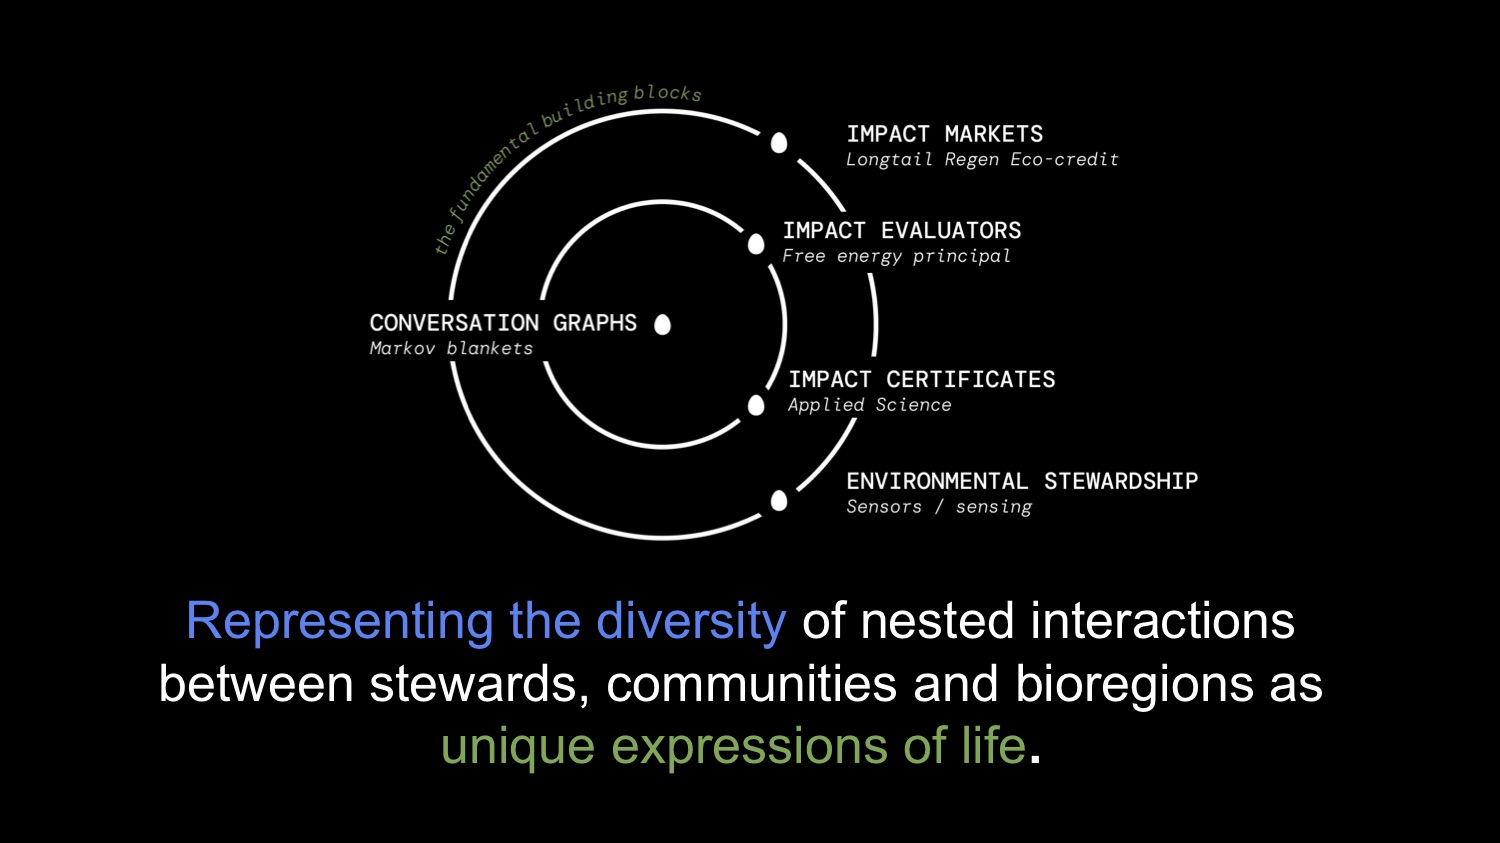 the fundamental building blocks
IMPACT MARKETS
Longtail Regen Eco-credit
IMPACT EVALUATORS
Free energy principal
CONVERSATION GRAPHS
Markov blankets
IMPACT CERTIFICATES
Applied Science
ENVIRONMENTAL STEWARDSHIP
Sensors / sensing
Representing the diversity of nested interactions
between stewards, communities and bioregions as
unique expressions of life.